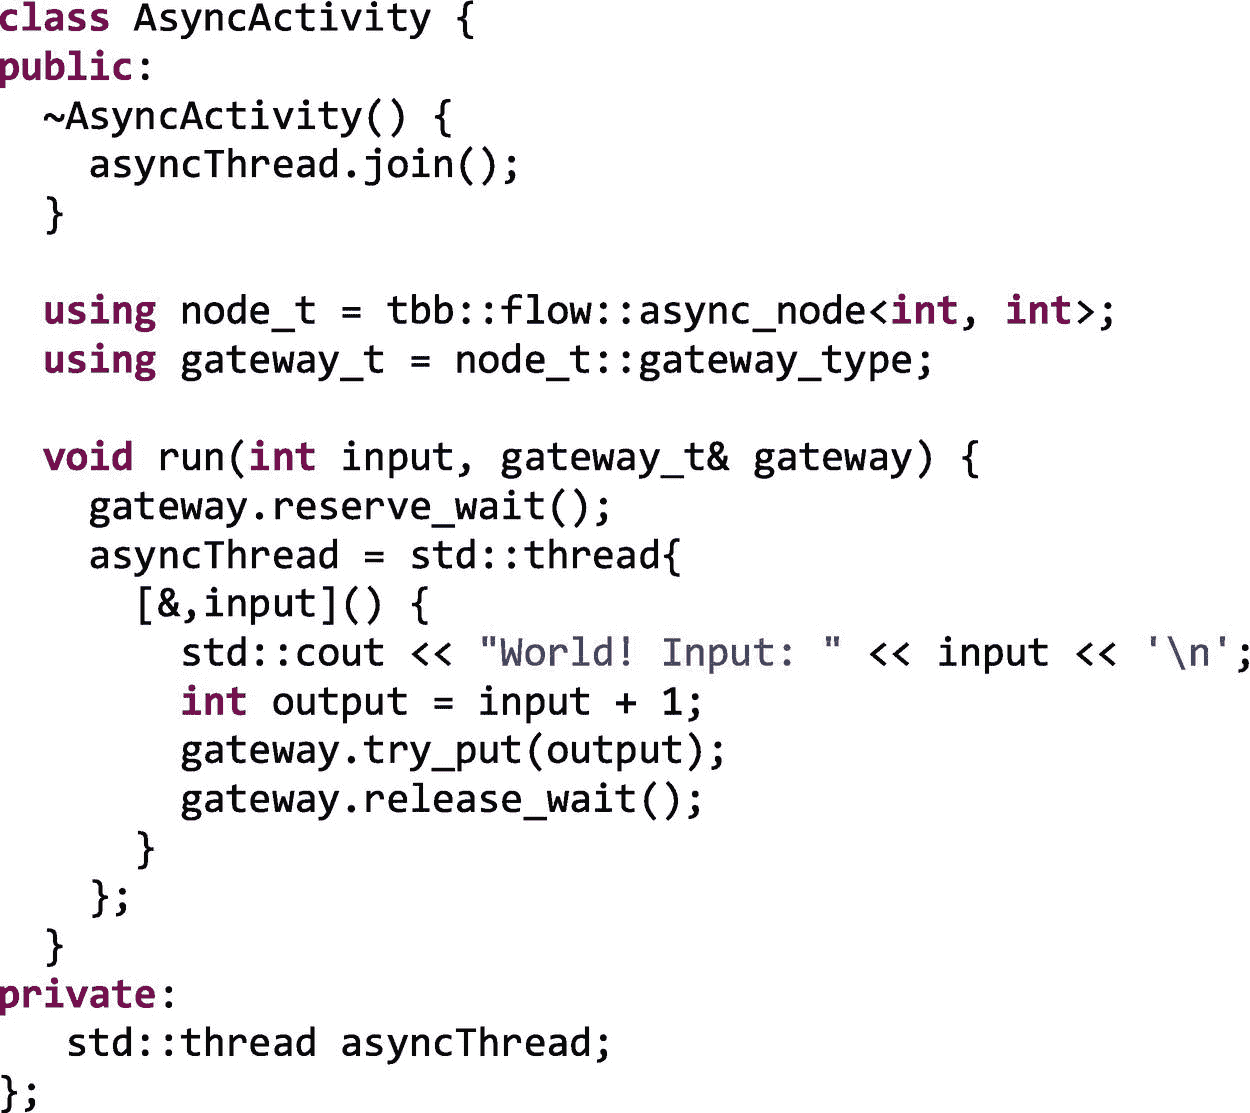 class AsyncActivity {
public:
  ~AsyncActivity() {
    asyncThread.join();
  }

  using node_t = tbb::flow::async_node<int, int>;
  using gateway_t = node_t::gateway_type;

  void run(int input, gateway_t& gateway) {
    gateway.reserve_wait();
    asyncThread = std::thread{
      [&,input]() {
        std::cout << "World! Input: " << input << '\n';
        int output = input + 1;
        gateway.try_put(output);
        gateway.release_wait();
      }
    };
  }
private:
   std::thread asyncThread;
};